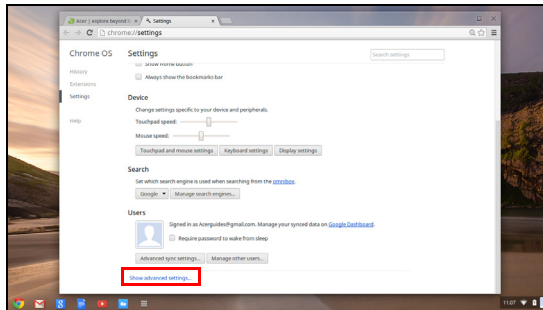 Acer | explore beyond l
Settings
chrome://settings
Chrome OS
Settings
Search settings
History
Show Home button
Always show the bookmarks bar
Extensions
Settings
Device
Change settings specific to your device and peripherals.
Help
Touchpad speed:
Mouse speed:
Touchpad and mouse settings
Keyboard settings
Display settings
Search
Set which search engine is used when searching from the omnibox.
Google
Manage search engines...
Users
Signed in as Acerguides@gmail.com. Manage your synced data on Google Dashboard.
Require password to wake from sleep
Advanced sync settings...
Manage other users...
Show advanced settings...
11:07